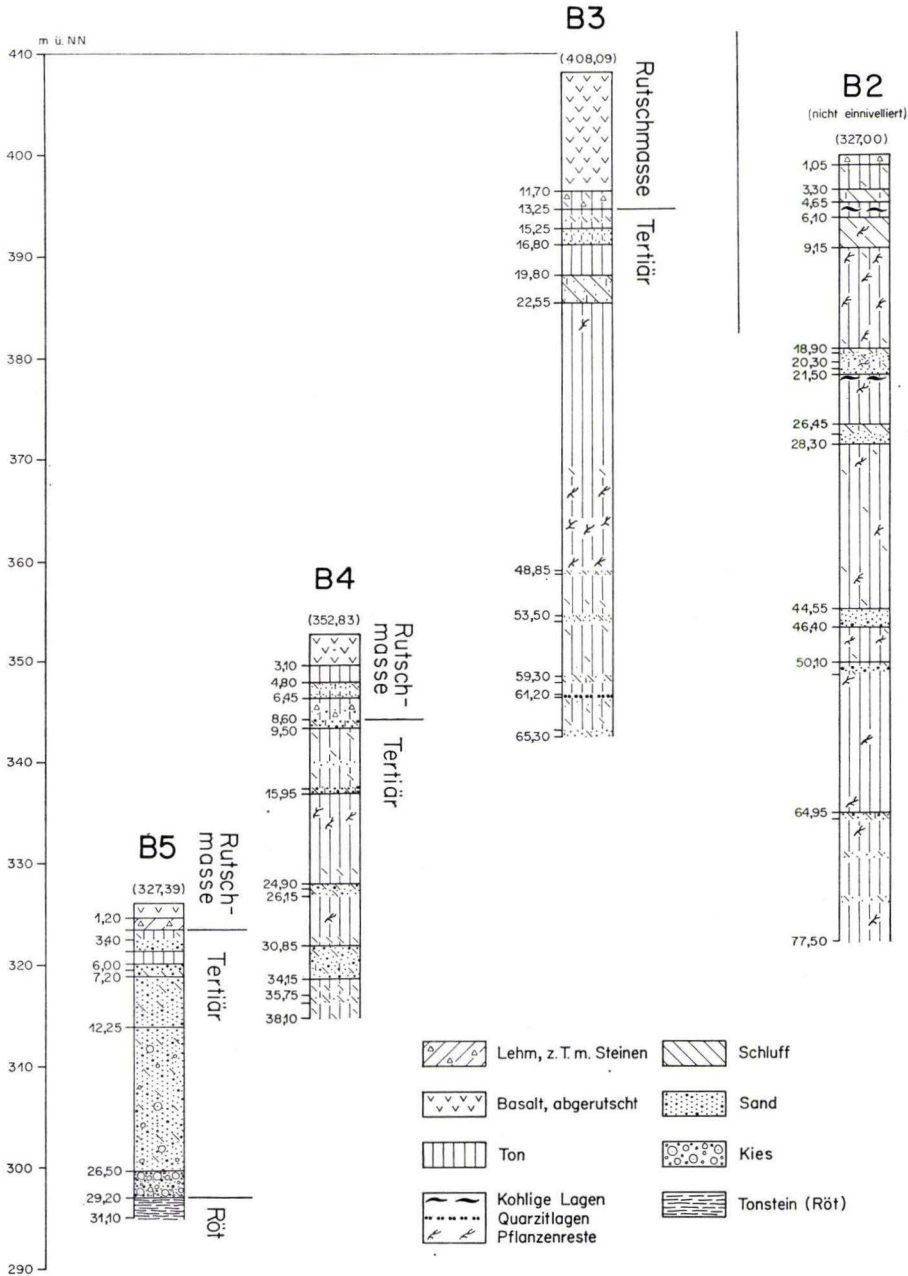 m ü. NN
410
400
390
380
370
360
350
340
330
320
310
300
290
B5
(327,39)
1,20
3,40
6,00
7,20
12,25
26,50
29,20
31,10
Rutsch-
masse
Tertiär
Röt
B4
(352,83)
3,10
4,80
6,45
8,60
9,50
15,95
24,90
26,15
30,85
34,15
35,75
38,10
Rutsch-
masse
Tertiär
B3
(408,09)
11,70
13,25
15,25
16,80
19,80
22,55
48,85
53,50
59,30
61,20
65,30
Rutschmasse
Tertiär
B2
(nicht einnivelliert)
(327,00)
1,05
3,30
4,65
6,10
9,15
18,90
20,30
21,50
26,45
28,30
44,55
46,40
50,10
64,95
77,50
Lehm, z.T. m. Steinen
Basalt, abgerutscht
Ton
Kohlige Lagen
Quarzitlagen
Pflanzenreste
Schluff
Sand
Kies
Tonstein (Röt)